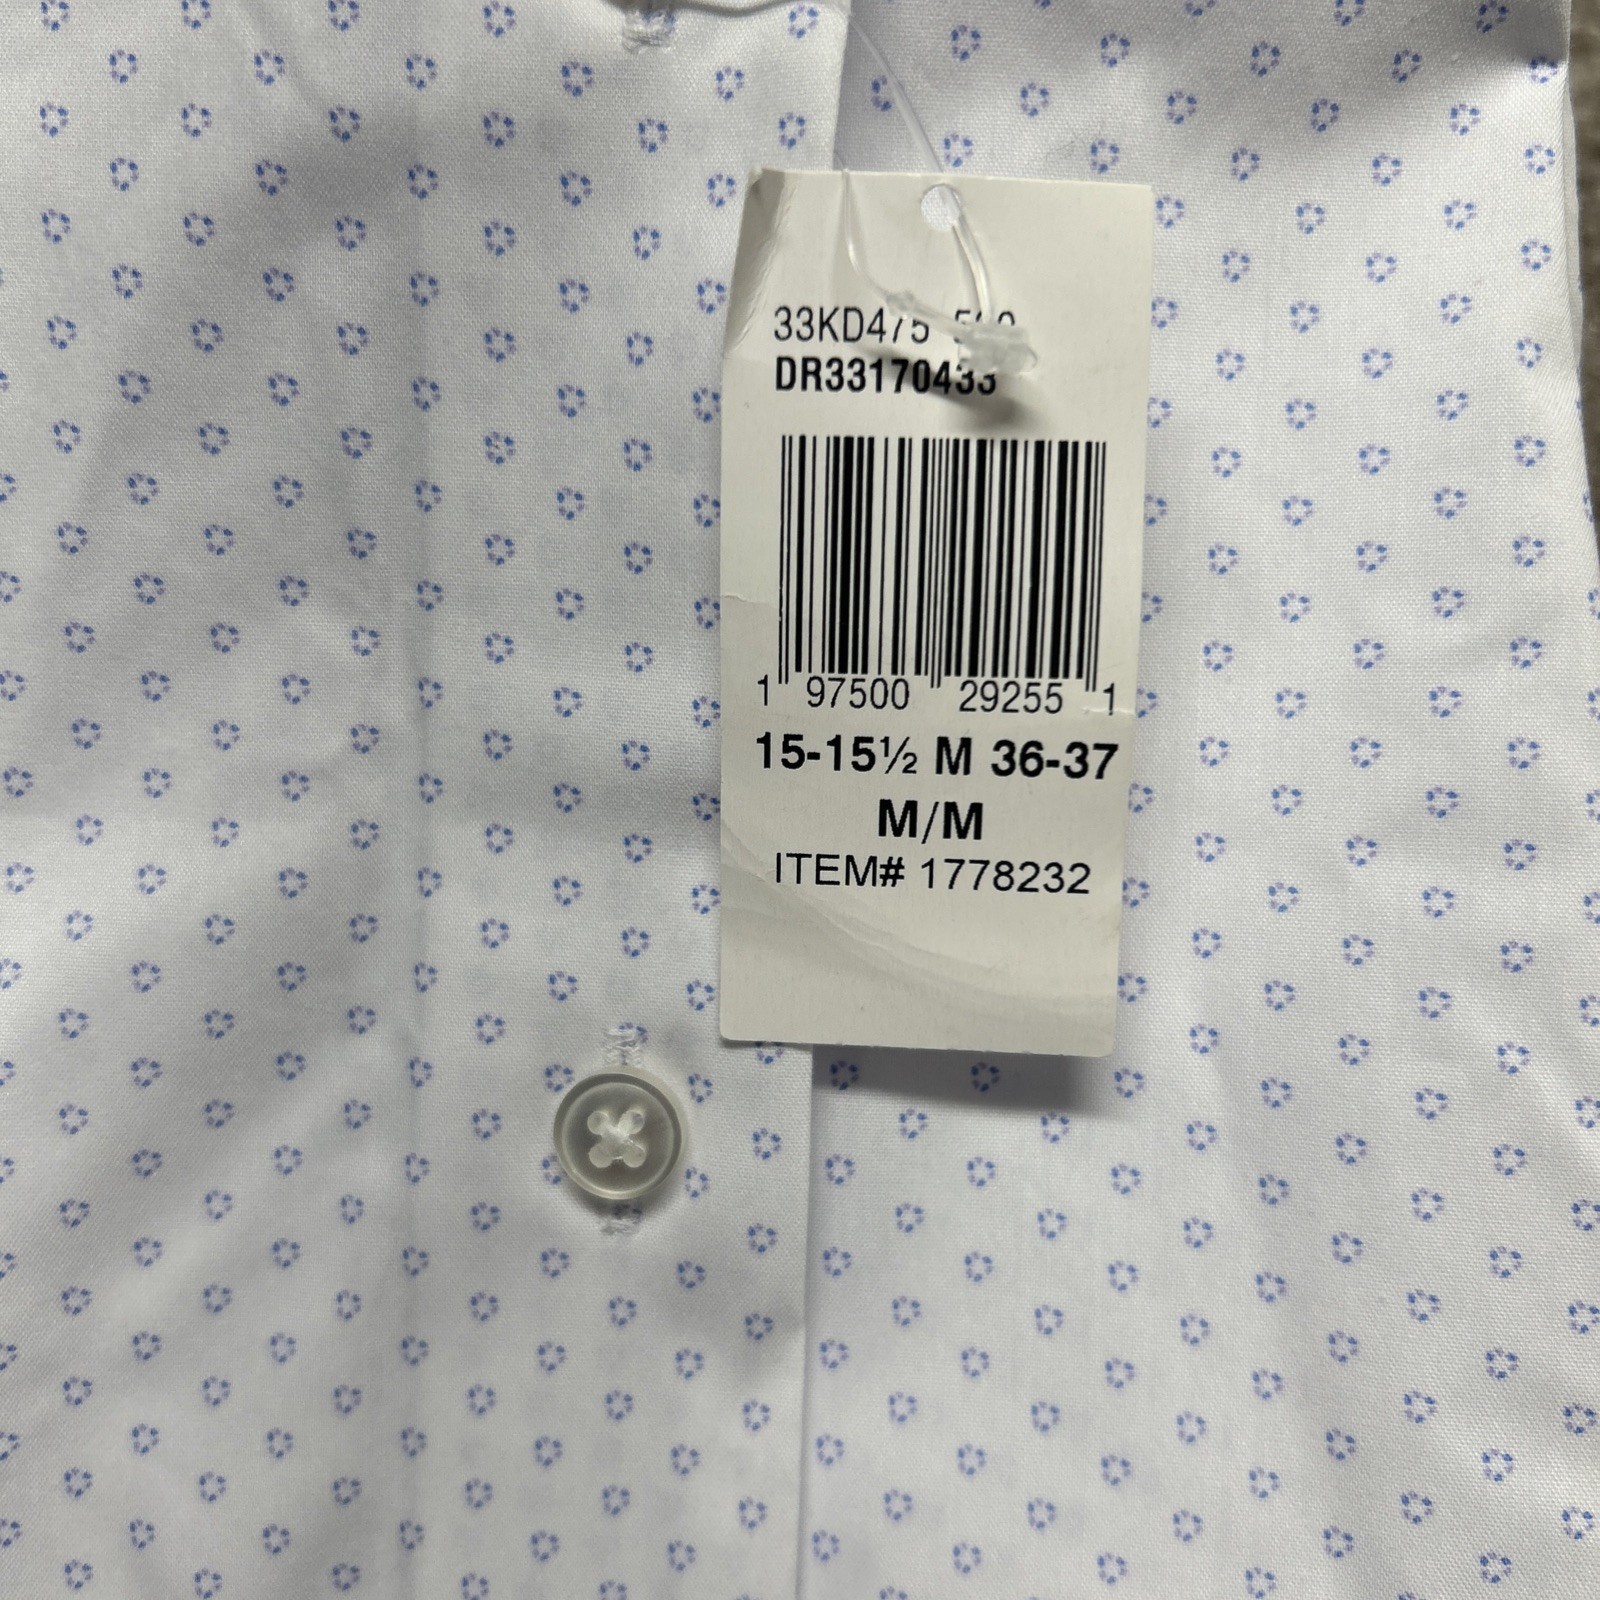 33KD475
DR33170433
1 97500 29255 1
15-15½ M 36-37
M/M
ITEM# 1778232